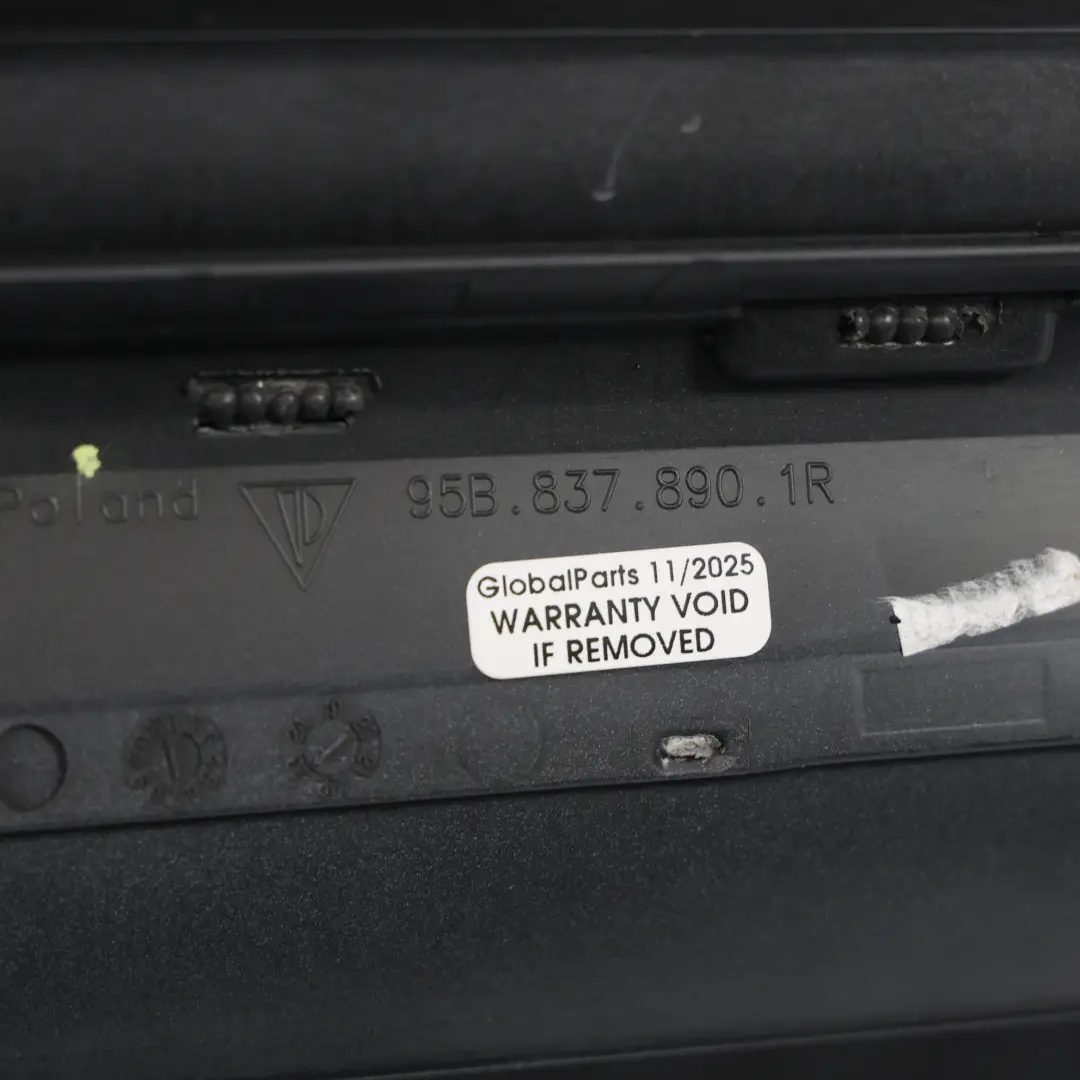 Poland 95B.837.890.1R
GlobalParts 11/2025
WARRANTY VOID
IF REMOVED